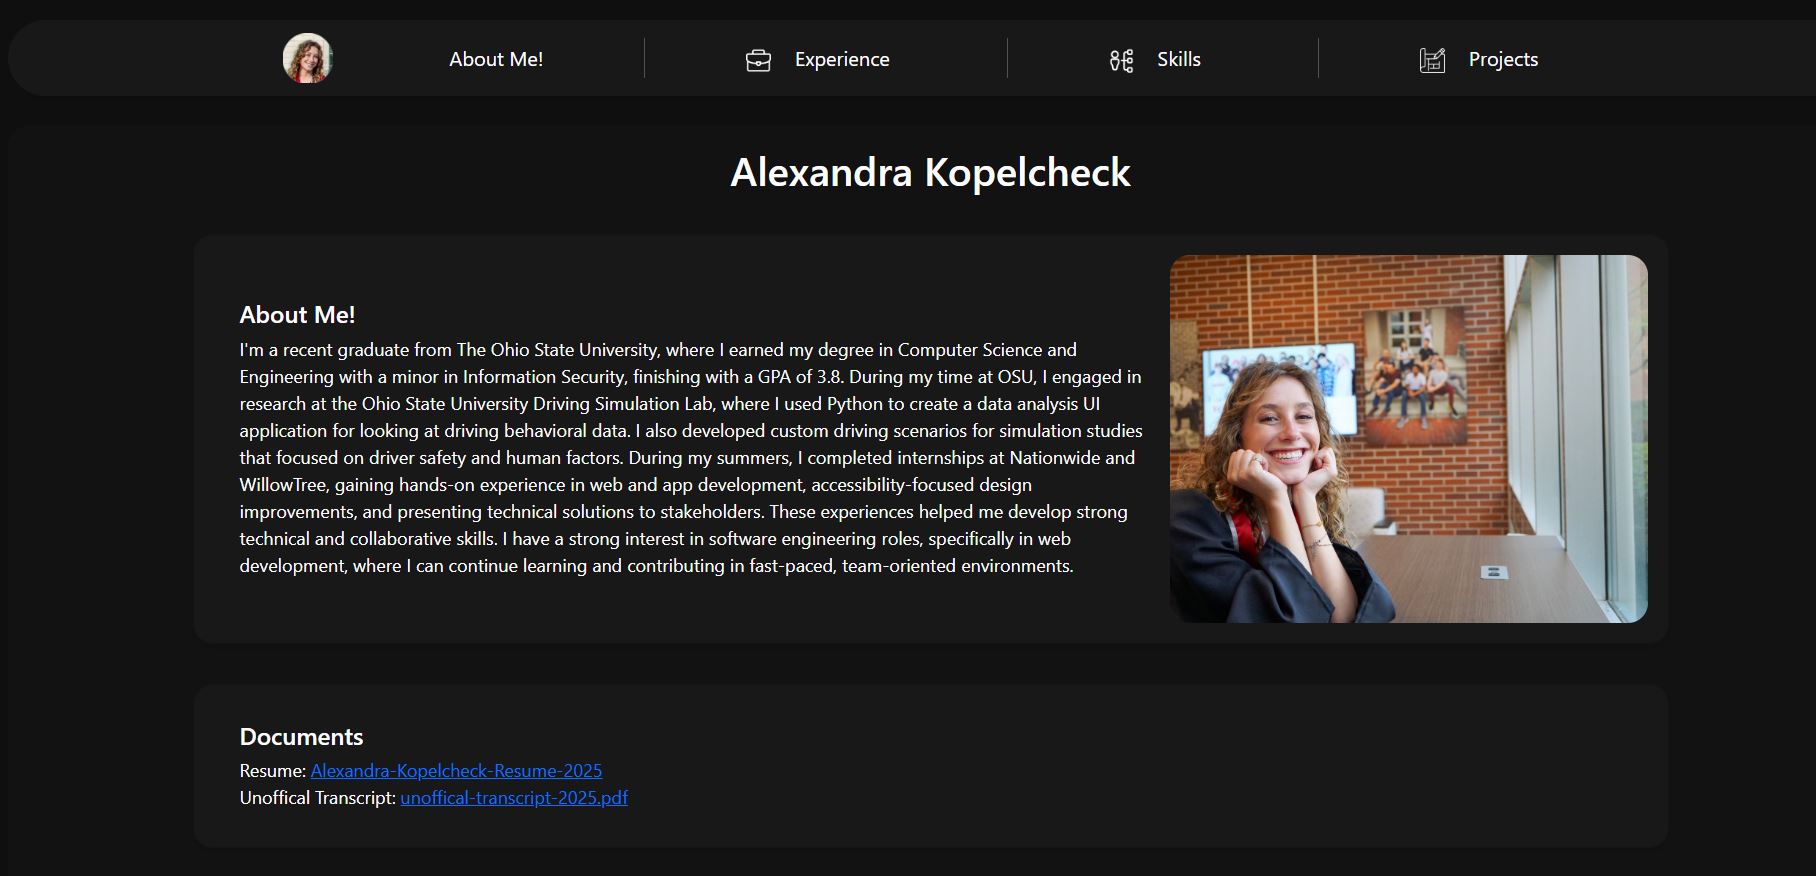 About Me!
Experience
Skills
Projects
Alexandra Kopelcheck
About Me!
I'm a recent graduate from The Ohio State University, where I earned my degree in Computer Science and
Engineering with a minor in Information Security, finishing with a GPA of 3.8. During my time at OSU, I engaged in
research at the Ohio State University Driving Simulation Lab, where I used Python to create a data analysis UI
application for looking at driving behavioral data. I also developed custom driving scenarios for simulation studies
that focused on driver safety and human factors. During my summers, I completed internships at Nationwide and
WillowTree, gaining hands-on experience in web and app development, accessibility-focused design
improvements, and presenting technical solutions to stakeholders. These experiences helped me develop strong
technical and collaborative skills. I have a strong interest in software engineering roles, specifically in web
development, where I can continue learning and contributing in fast-paced, team-oriented environments.
Documents
Resume: Alexandra-Kopelcheck-Resume-2025
Unoffical Transcript: unoffical-transcript-2025.pdf